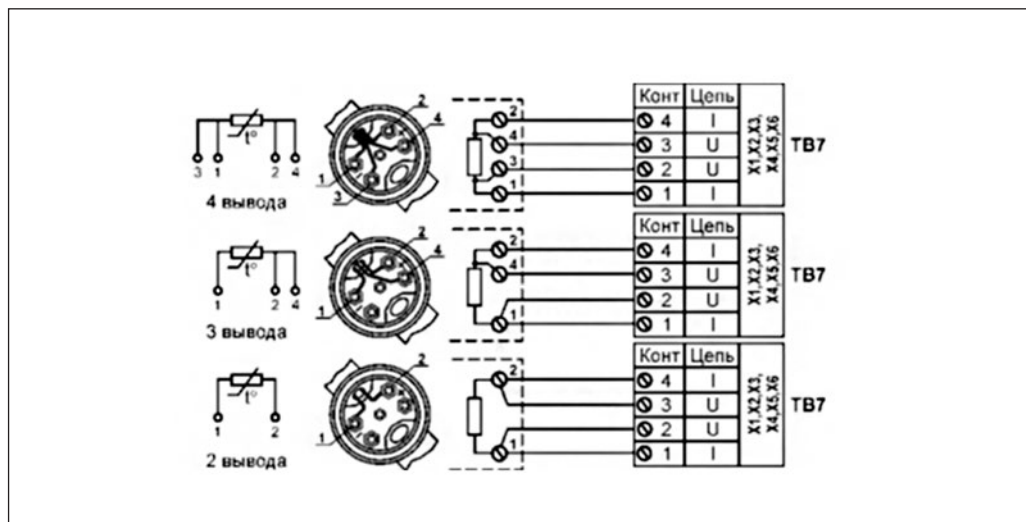 Конт Цепь
2
2 4 I
4
4 3 U X1,X2,X3,
t° 3 2 U X4,X5,X6 ТВ7
3 1 2 4
1
1 1 I
4 вывода 3
Конт Цепь
2
2 4 I
4
4 3 U X1,X2,X3,
t° 2 U X4,X5,X6 ТВ7
1 2 4
1
1 1 I
3 вывода
Конт Цепь
2
2 4 I
t° 3 U X1,X2,X3,
1 2 2 U X4,X5,X6 ТВ7
1
1 1 I
2 вывода